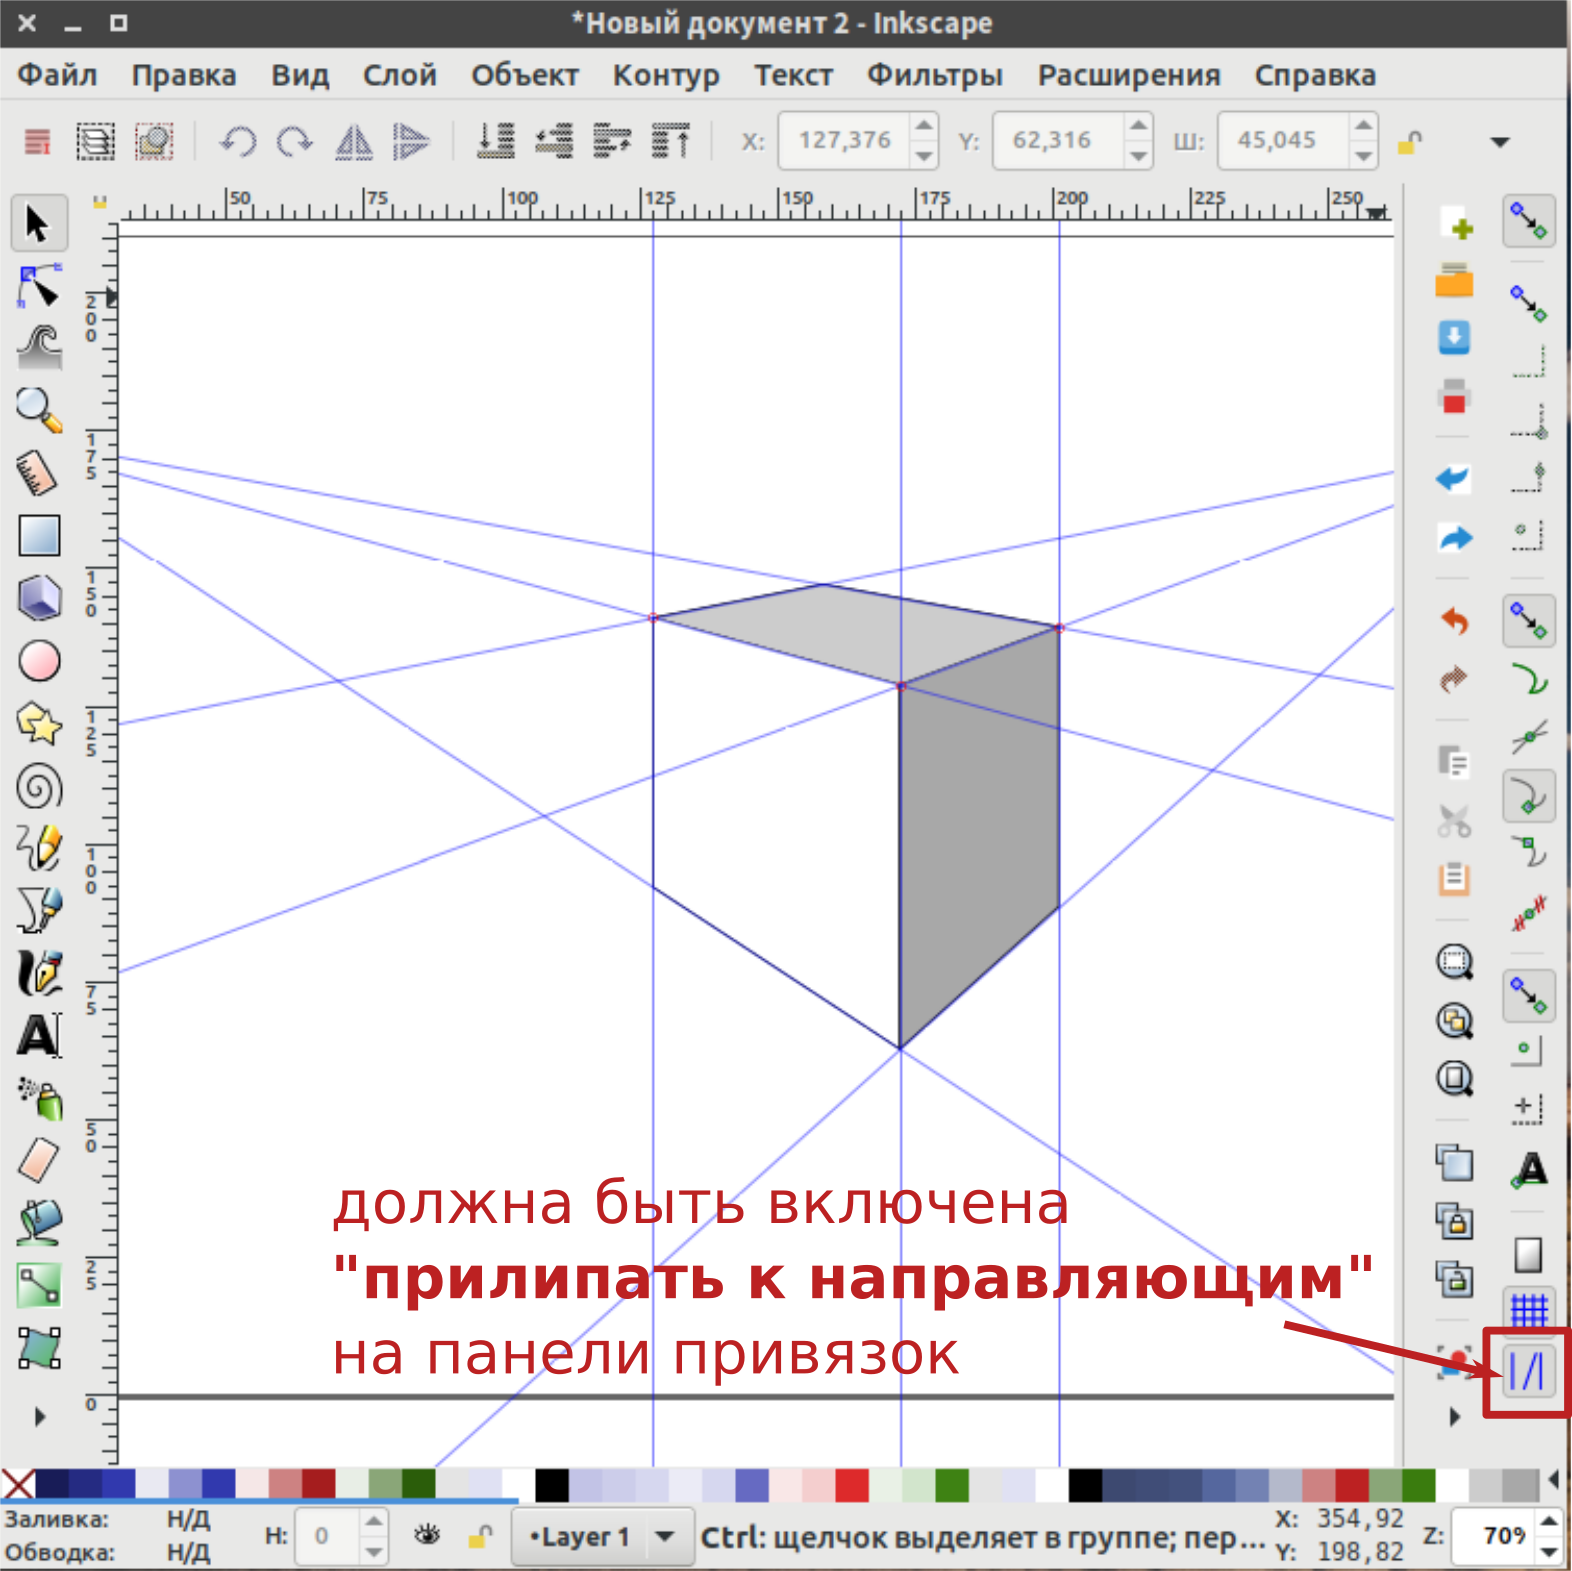 *Новый документ 2 - Inkscape
Файл Правка Вид Слой Объект Контур Текст Фильтры Расширения Справка
X: 127,376 Y: 62,316 Ш: 45,045
50 75 100 125 150 175 200 225 250
200
175
150
125
100
75
50
25
0
должна быть включена
"прилипать к направляющим"
на панели привязок
Заливка: Н/Д
Обводка: Н/Д
Н: 0
•Layer 1
Ctrl: щелчок выделяет в группе; пер...
X: 354,92
Y: 198,82
Z: 70%